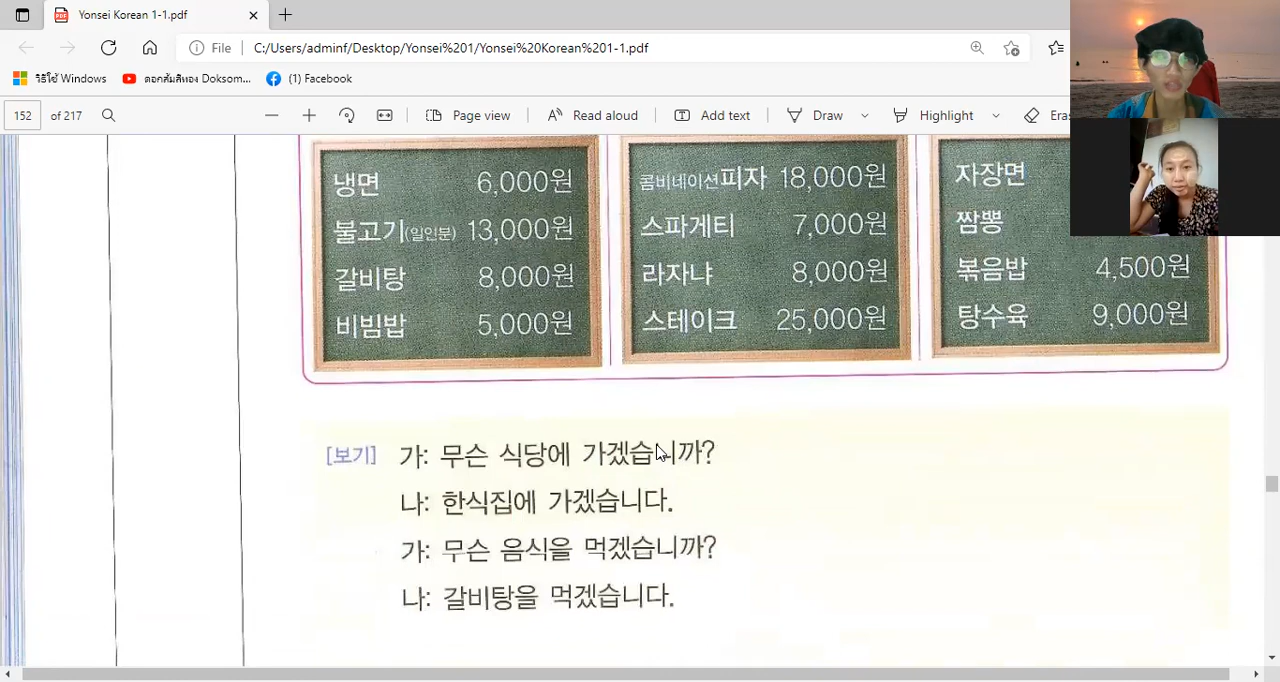 Yonsei Korean 1-1.pdf
File
C:/Users/adminf/Desktop/Yonsei%201/Yonsei%20Korean%201-1.pdf
วิธีใช้ Windows
ดอกส้มสีทอง Doksom...
(1) Facebook
152 of 217
Page view
Read aloud
Add text
Draw
Highlight
Era
냉면 6,000원
불고기(일인분) 13,000원
갈비탕 8,000원
비빔밥 5,000원
콤비네이션피자 18,000원
스파게티 7,000원
라자냐 8,000원
스테이크 25,000원
자장면
짬뽕
볶음밥 4,500원
탕수육 9,000원
[보기] 가: 무슨 식당에 가겠습니까?
나: 한식집에 가겠습니다.
가: 무슨 음식을 먹겠습니까?
나: 갈비탕을 먹겠습니다.